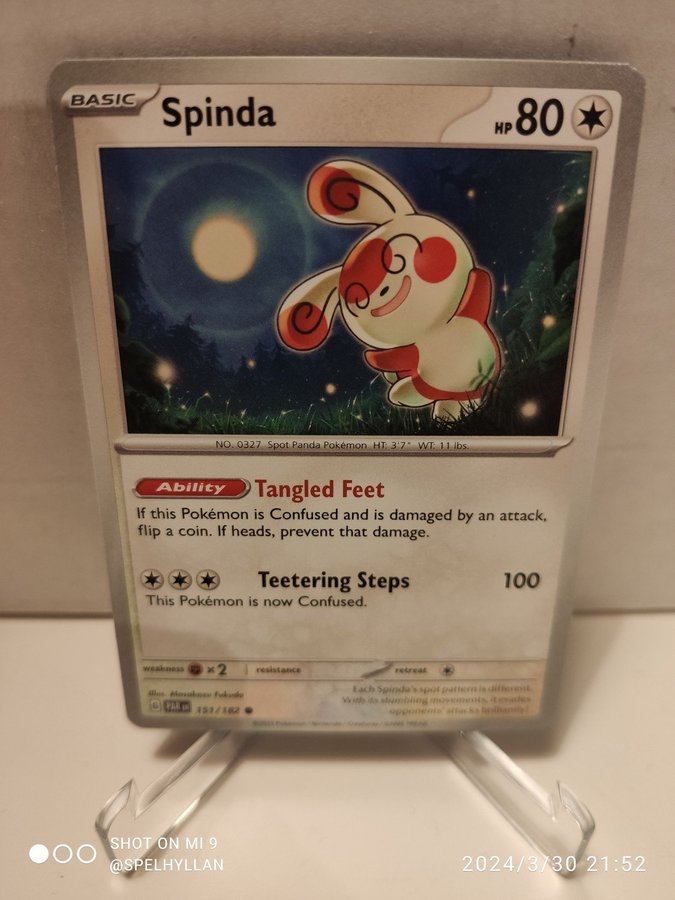 BASIC Spinda HP 80
NO. 0327 Spot Panda Pokémon HT: 3'7" WT: 11 lbs.
Ability Tangled Feet
If this Pokémon is Confused and is damaged by an attack,
flip a coin. If heads, prevent that damage.
Teetering Steps 100
This Pokémon is now Confused.
weakness ×2 resistance retreat
Illus. Masakazu Fukuda
Each Spinda's spot pattern is different.
With its stumbling movements, it evades
opponents' attacks brilliantly!
G PAR EN 151/182
SHOT ON MI 9
@SPELHYLLAN
2024/3/30 21:52